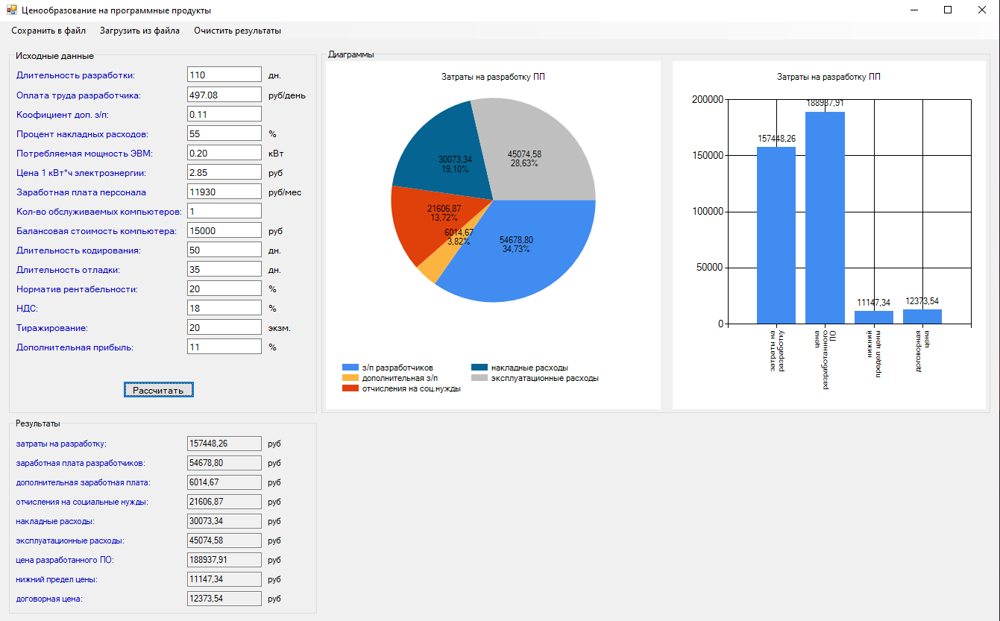 Ценообразование на программные продукты
Сохранить в файл Загрузить из файла Очистить результаты
Исходные данные
Длительность разработки: 110 дн.
Оплата труда разработчика: 497.08 руб/день
Коофициент доп. з/п: 0.11
Процент накладных расходов: 55 %
Потребляемая мощность ЭВМ: 0.20 кВт
Цена 1 кВт*ч электроэнергии: 2.85 руб
Заработная плата персонала 11930 руб/мес
Кол-во обслуживаемых компьютеров: 1
Балансовая стоимость компьютера: 15000 руб
Длительность кодирования: 50 дн.
Длительность отладки: 35 дн.
Норматив рентабельности: 20 %
НДС: 18 %
Тиражирование: 20 экзм.
Дополнительная прибыль: 11 %
Рассчитать
Диаграммы
Затраты на разработку ПП
45074,58
28,63%
30073,34
19,10%
21606,87
13,72%
6014,67
3,82%
54678,80
34,73%
з/п разработчиков
дополнительная з/п
отчисления на соц.нужды
накладные расходы
эксплуатационные расходы
Затраты на разработку ПП
200000
150000
100000
50000
0
157448,26
188937,91
11147,34
12373,54
затраты на
разработку
цена
разработанного
ПО
нижний
предел цены
договорная
цена
Результаты
затраты на разработку: 157448,26 руб
заработная плата разработчиков: 54678,80 руб
дополнительная заработная плата: 6014,67 руб
отчисления на социальные нужды: 21606,87 руб
накладные расходы: 30073,34 руб
эксплуатационные расходы: 45074,58 руб
цена разработанного ПО: 188937,91 руб
нижний предел цены: 11147,34 руб
договорная цена: 12373,54 руб